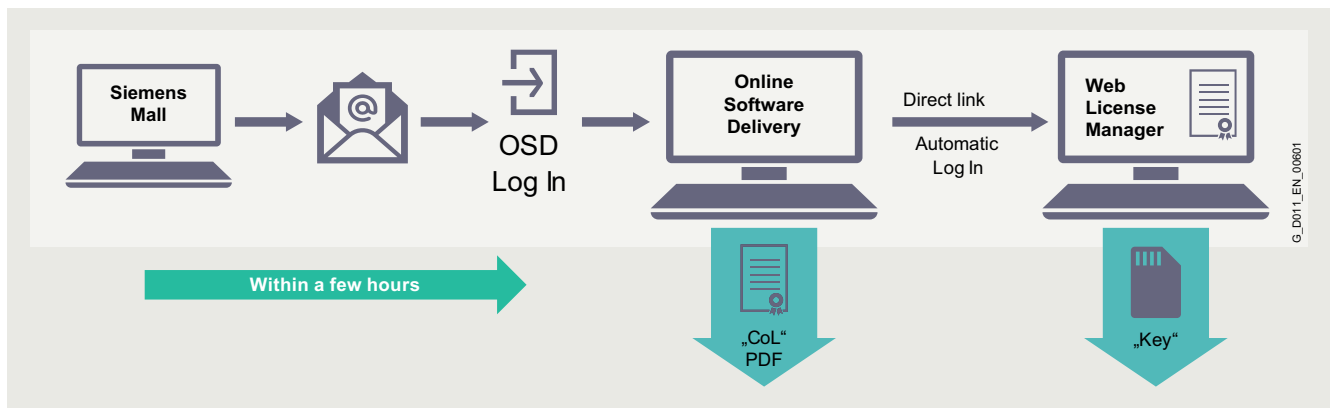 Siemens
Mall
@
OSD
Log In
Online
Software
Delivery
Direct link
Automatic
Log In
Web
License
Manager
G_D011_EN_00601
Within a few hours
„CoL“
PDF
„Key“